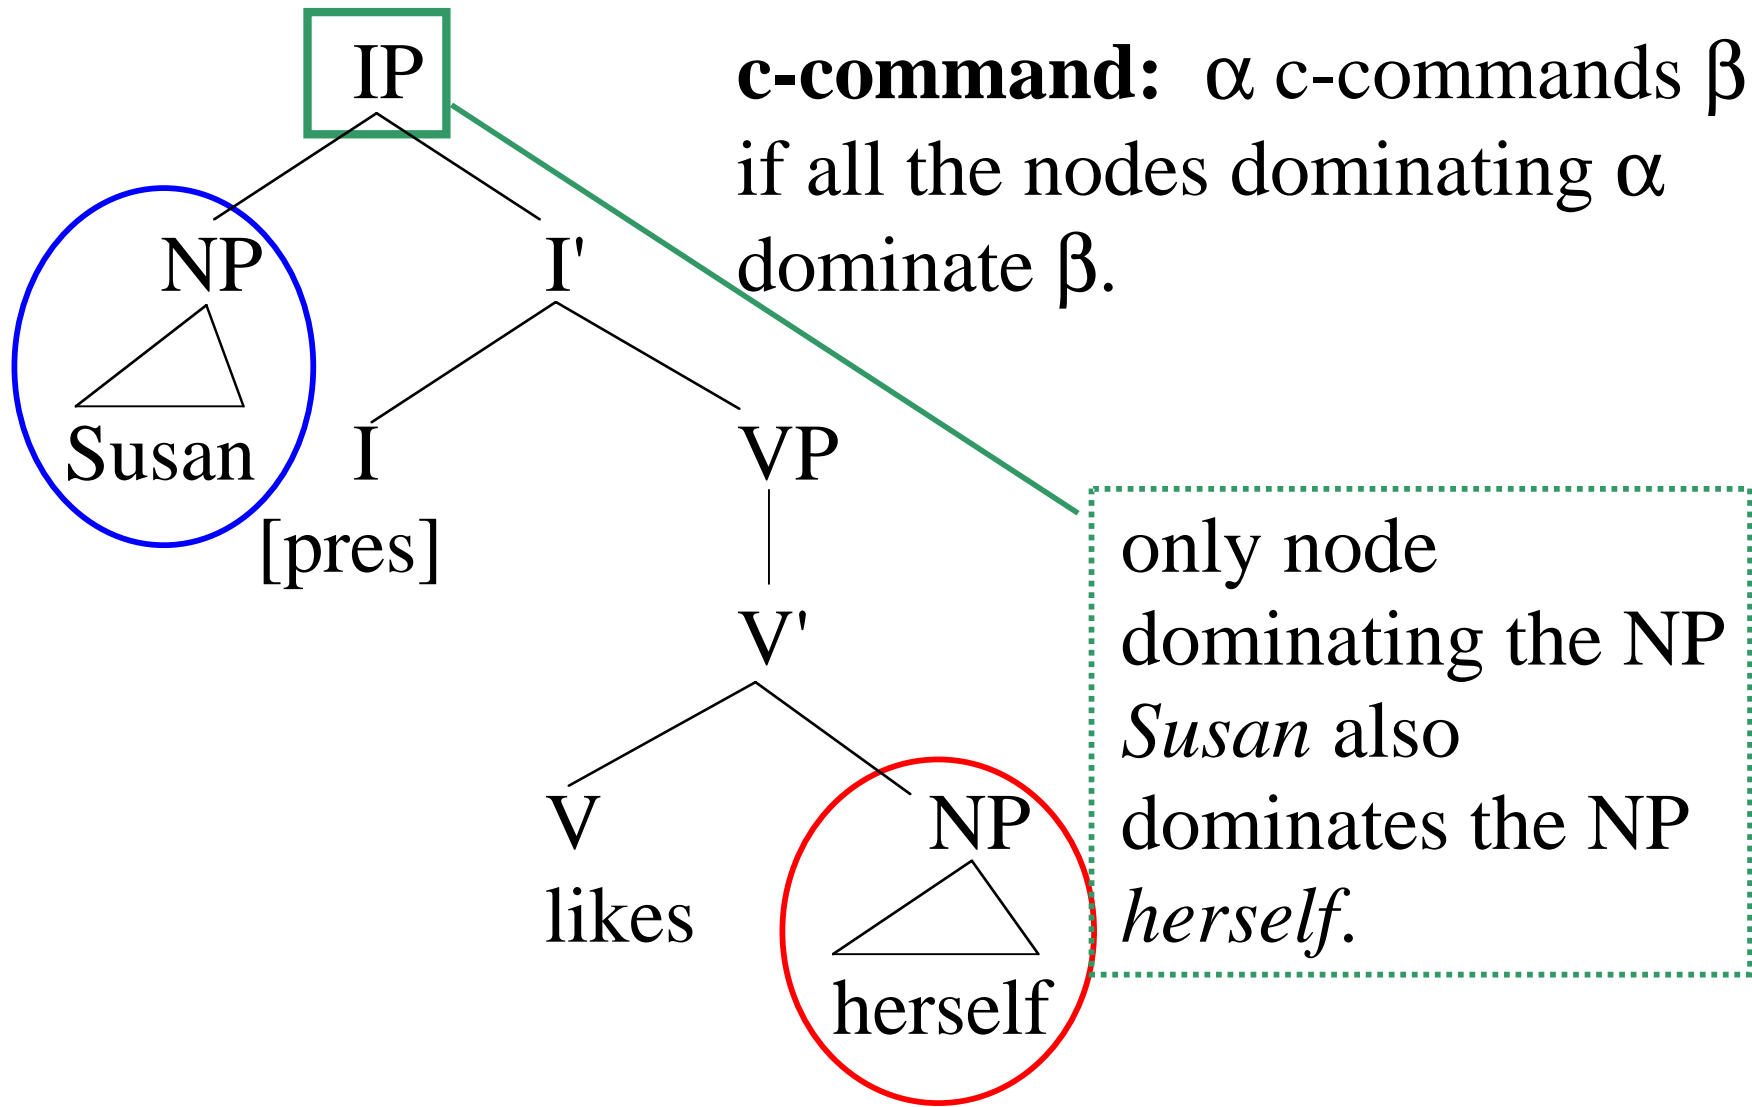 IP
c-command: α c-commands β
if all the nodes dominating α
dominate β.
NP I'
Susan I VP
[pres]
V'
V NP
likes
herself
only node
dominating the NP
Susan also
dominates the NP
herself.